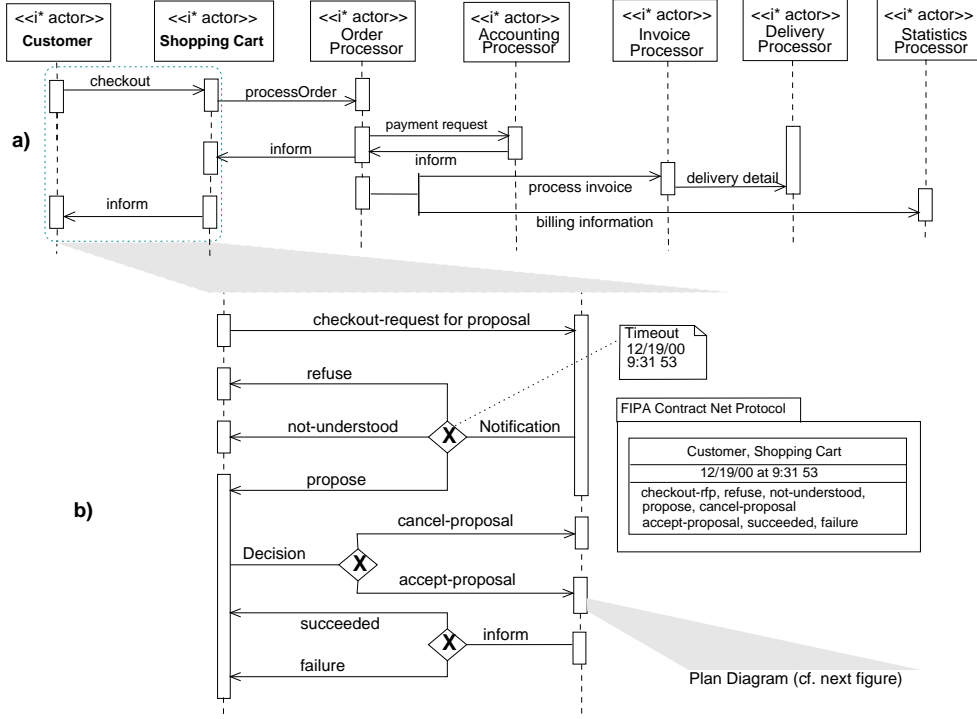 <<i* actor>>
Customer
<<i* actor>>
Shopping Cart
<<i* actor>>
Order
Processor
<<i* actor>>
Accounting
Processor
<<i* actor>>
Invoice
Processor
<<i* actor>>
Delivery
Processor
<<i* actor>>
Statistics
Processor
a)
checkout
processOrder
payment request
inform
inform
process invoice
delivery detail
inform
billing information
b)
checkout-request for proposal
Timeout
12/19/00
9:31 53
refuse
not-understood
X
Notification
propose
FIPA Contract Net Protocol
Customer, Shopping Cart
12/19/00 at 9:31 53
checkout-rfp, refuse, not-understood,
propose, cancel-proposal
accept-proposal, succeeded, failure
cancel-proposal
Decision
X
accept-proposal
succeeded
X
inform
failure
Plan Diagram (cf. next figure)